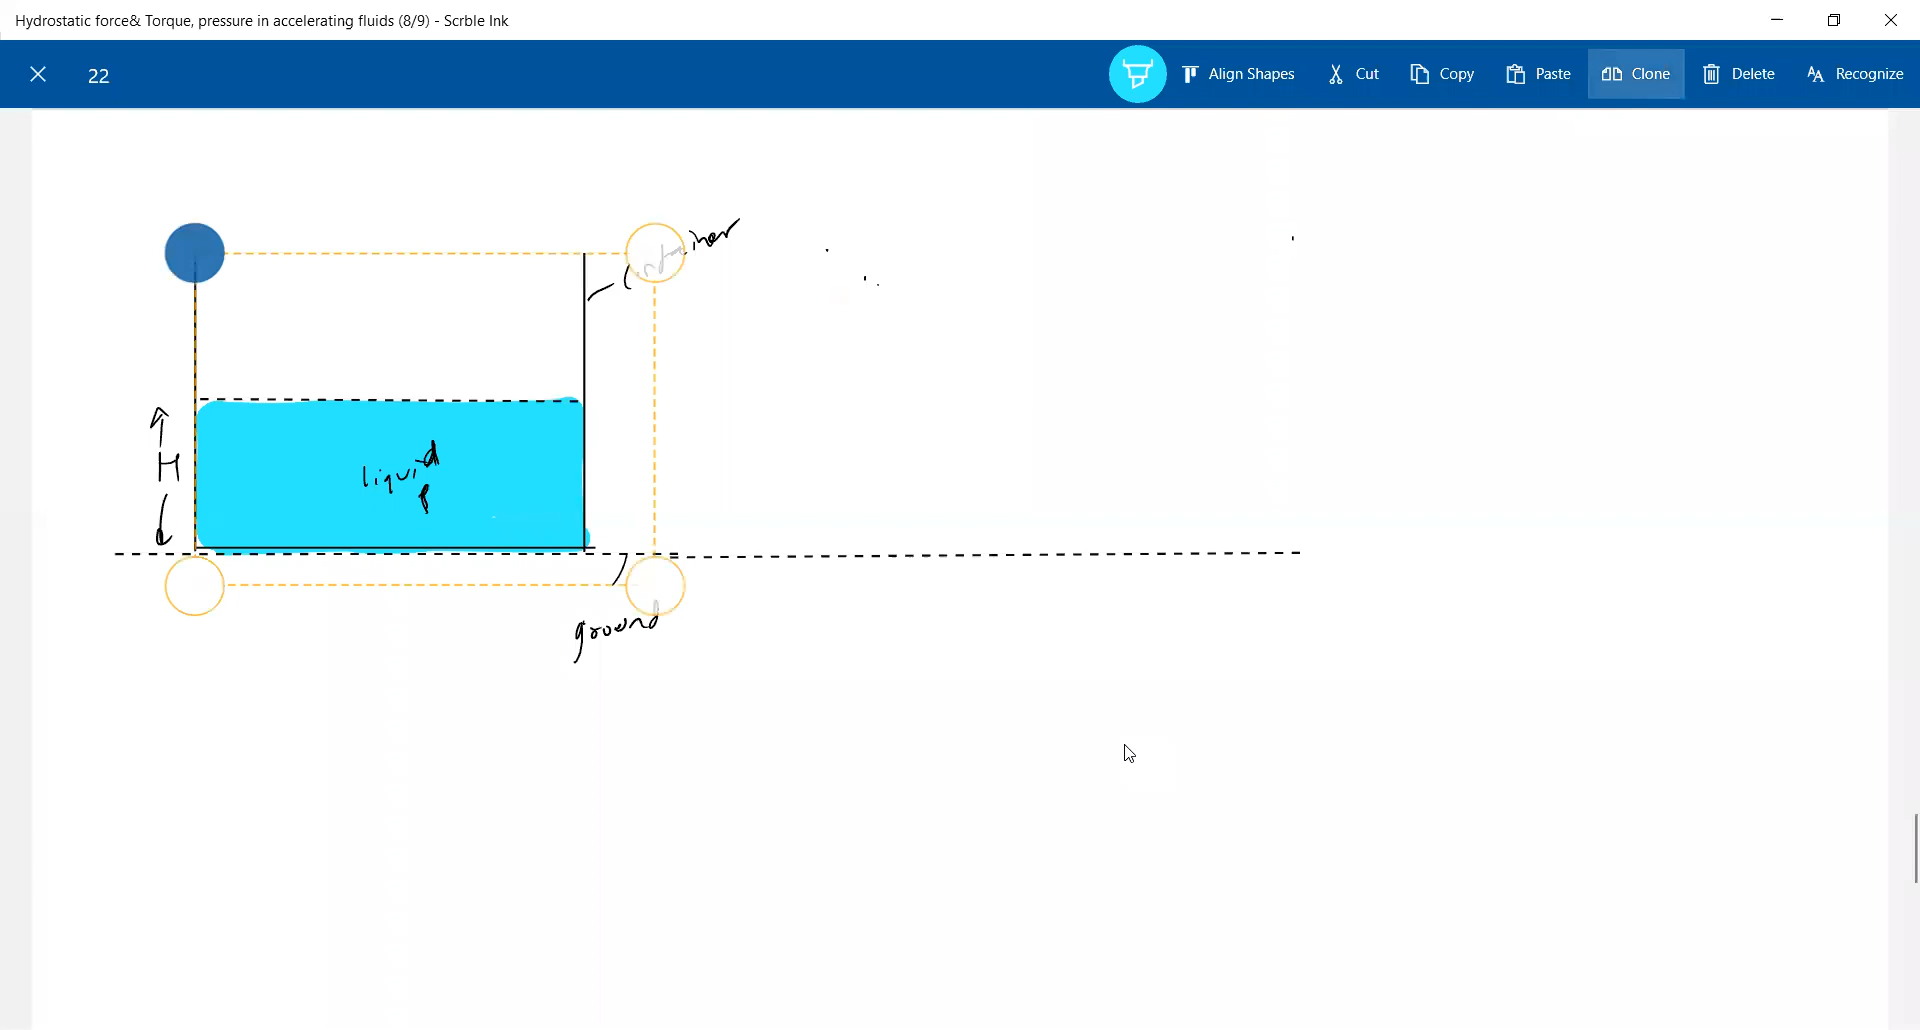 Hydrostatic force& Torque, pressure in accelerating fluids (8/9) - Scrble Ink
22
Align Shapes
Cut
Copy
Paste
Clone
Delete
Recognize
Container
H
liquid
ρ
ground